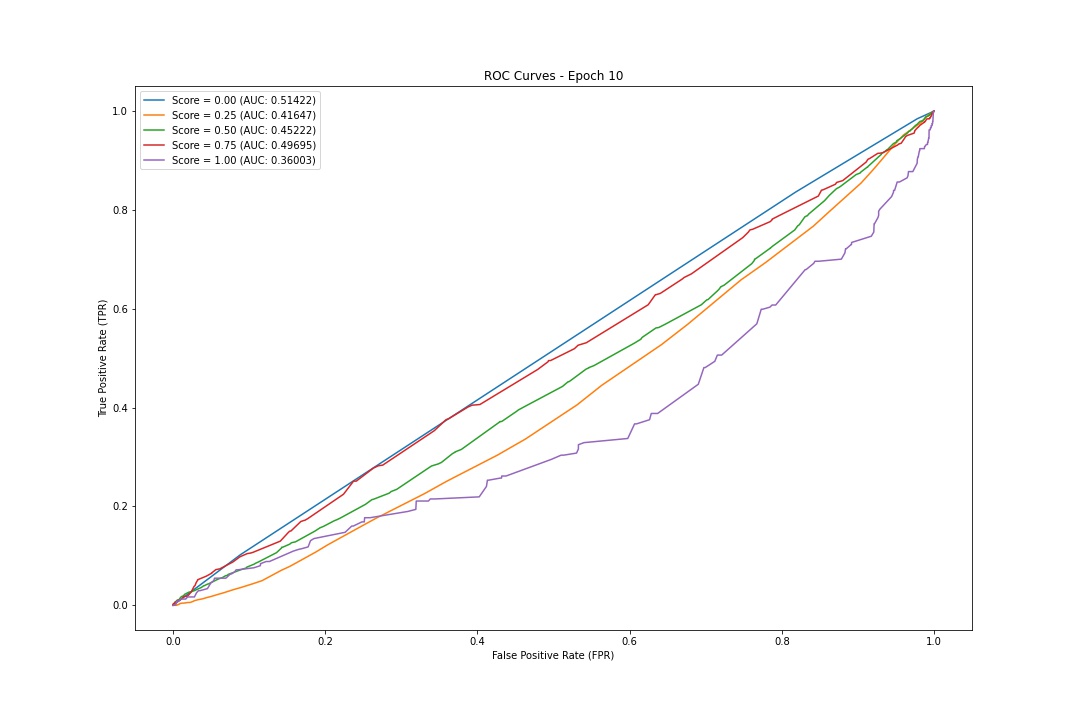 ROC Curves - Epoch 10
Score = 0.00 (AUC: 0.51422)
Score = 0.25 (AUC: 0.41647)
Score = 0.50 (AUC: 0.45222)
Score = 0.75 (AUC: 0.49695)
Score = 1.00 (AUC: 0.36003)
1.0
0.8
0.6
0.4
0.2
0.0
True Positive Rate (TPR)
0.0 0.2 0.4 0.6 0.8 1.0
False Positive Rate (FPR)